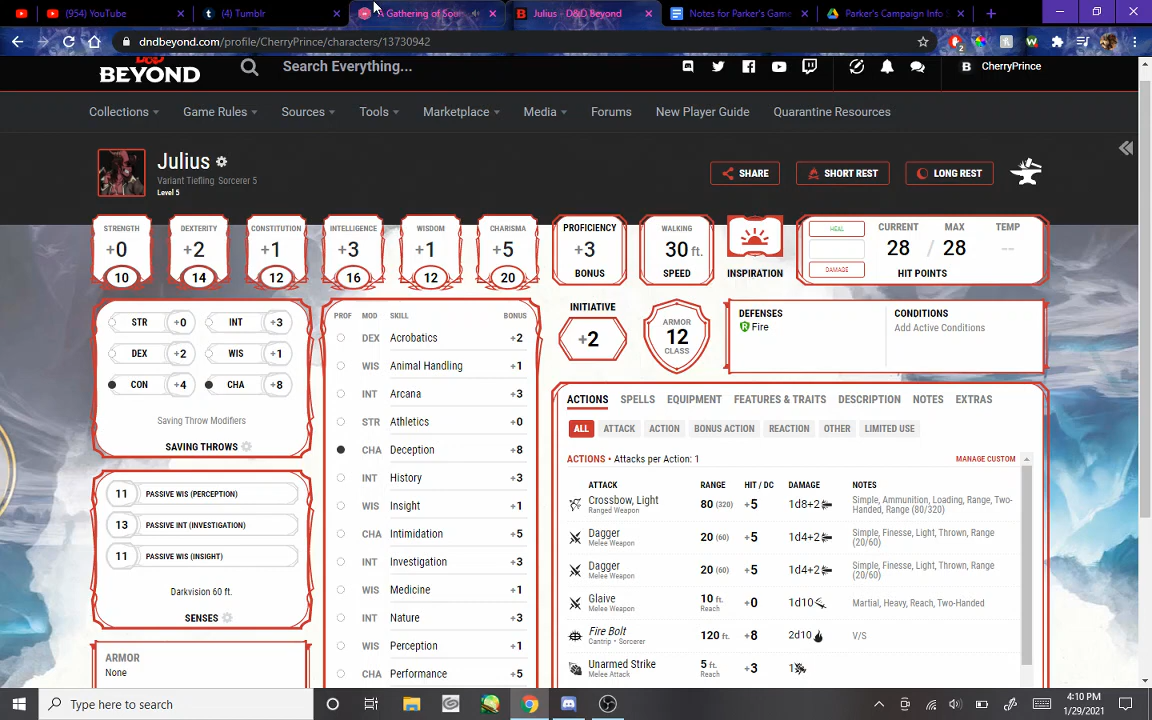 (954) YouTube
(4) Tumblr
A Gathering of Sou
Julius - D&D Beyond
Notes for Parker's Game
Parker's Campaign Info
dndbeyond.com/profile/CherryPrince/characters/13730942
D&D
BEYOND
Search Everything...
CherryPrince
Collections
Game Rules
Sources
Tools
Marketplace
Media
Forums
New Player Guide
Quarantine Resources
Julius
Variant Tiefling Sorcerer 5
Level 5
SHARE
SHORT REST
LONG REST
STRENGTH
+0
10
DEXTERITY
+2
14
CONSTITUTION
+1
12
INTELLIGENCE
+3
16
WISDOM
+1
12
CHARISMA
+5
20
PROFICIENCY
+3
BONUS
WALKING
30 ft.
SPEED
INSPIRATION
HEAL
DAMAGE
CURRENT MAX TEMP
28 / 28 --
HIT POINTS
STR +0 INT +3
DEX +2 WIS +1
CON +4 CHA +8
Saving Throw Modifiers
SAVING THROWS
11 PASSIVE WIS (PERCEPTION)
13 PASSIVE INT (INVESTIGATION)
11 PASSIVE WIS (INSIGHT)
Darkvision 60 ft.
SENSES
ARMOR
None
PROF MOD SKILL BONUS
DEX Acrobatics +2
WIS Animal Handling +1
INT Arcana +3
STR Athletics +0
CHA Deception +8
INT History +3
WIS Insight +1
CHA Intimidation +5
INT Investigation +3
WIS Medicine +1
INT Nature +3
WIS Perception +1
CHA Performance +5
INITIATIVE
+2
ARMOR
12
CLASS
DEFENSES
Fire
CONDITIONS
Add Active Conditions
ACTIONS SPELLS EQUIPMENT FEATURES & TRAITS DESCRIPTION NOTES EXTRAS
ALL ATTACK ACTION BONUS ACTION REACTION OTHER LIMITED USE
ACTIONS • Attacks per Action: 1
MANAGE CUSTOM
ATTACK RANGE HIT / DC DAMAGE NOTES
Crossbow, Light
Ranged Weapon
80 (320) +5 1d8+2
Simple, Ammunition, Loading, Range, Two-
Handed, Range (80/320)
Dagger
Melee Weapon
20 (60) +5 1d4+2
Simple, Finesse, Light, Thrown, Range
(20/60)
Dagger
Melee Weapon
20 (60) +5 1d4+2
Simple, Finesse, Light, Thrown, Range
(20/60)
Glaive
Melee Weapon
10 ft.
Reach
+0 1d10
Martial, Heavy, Reach, Two-Handed
Fire Bolt
Cantrip • Sorcerer
120 ft. +8 2d10 V/S
Unarmed Strike
Melee Attack
5 ft.
Reach
+3 1
Type here to search
4:10 PM
1/29/2021